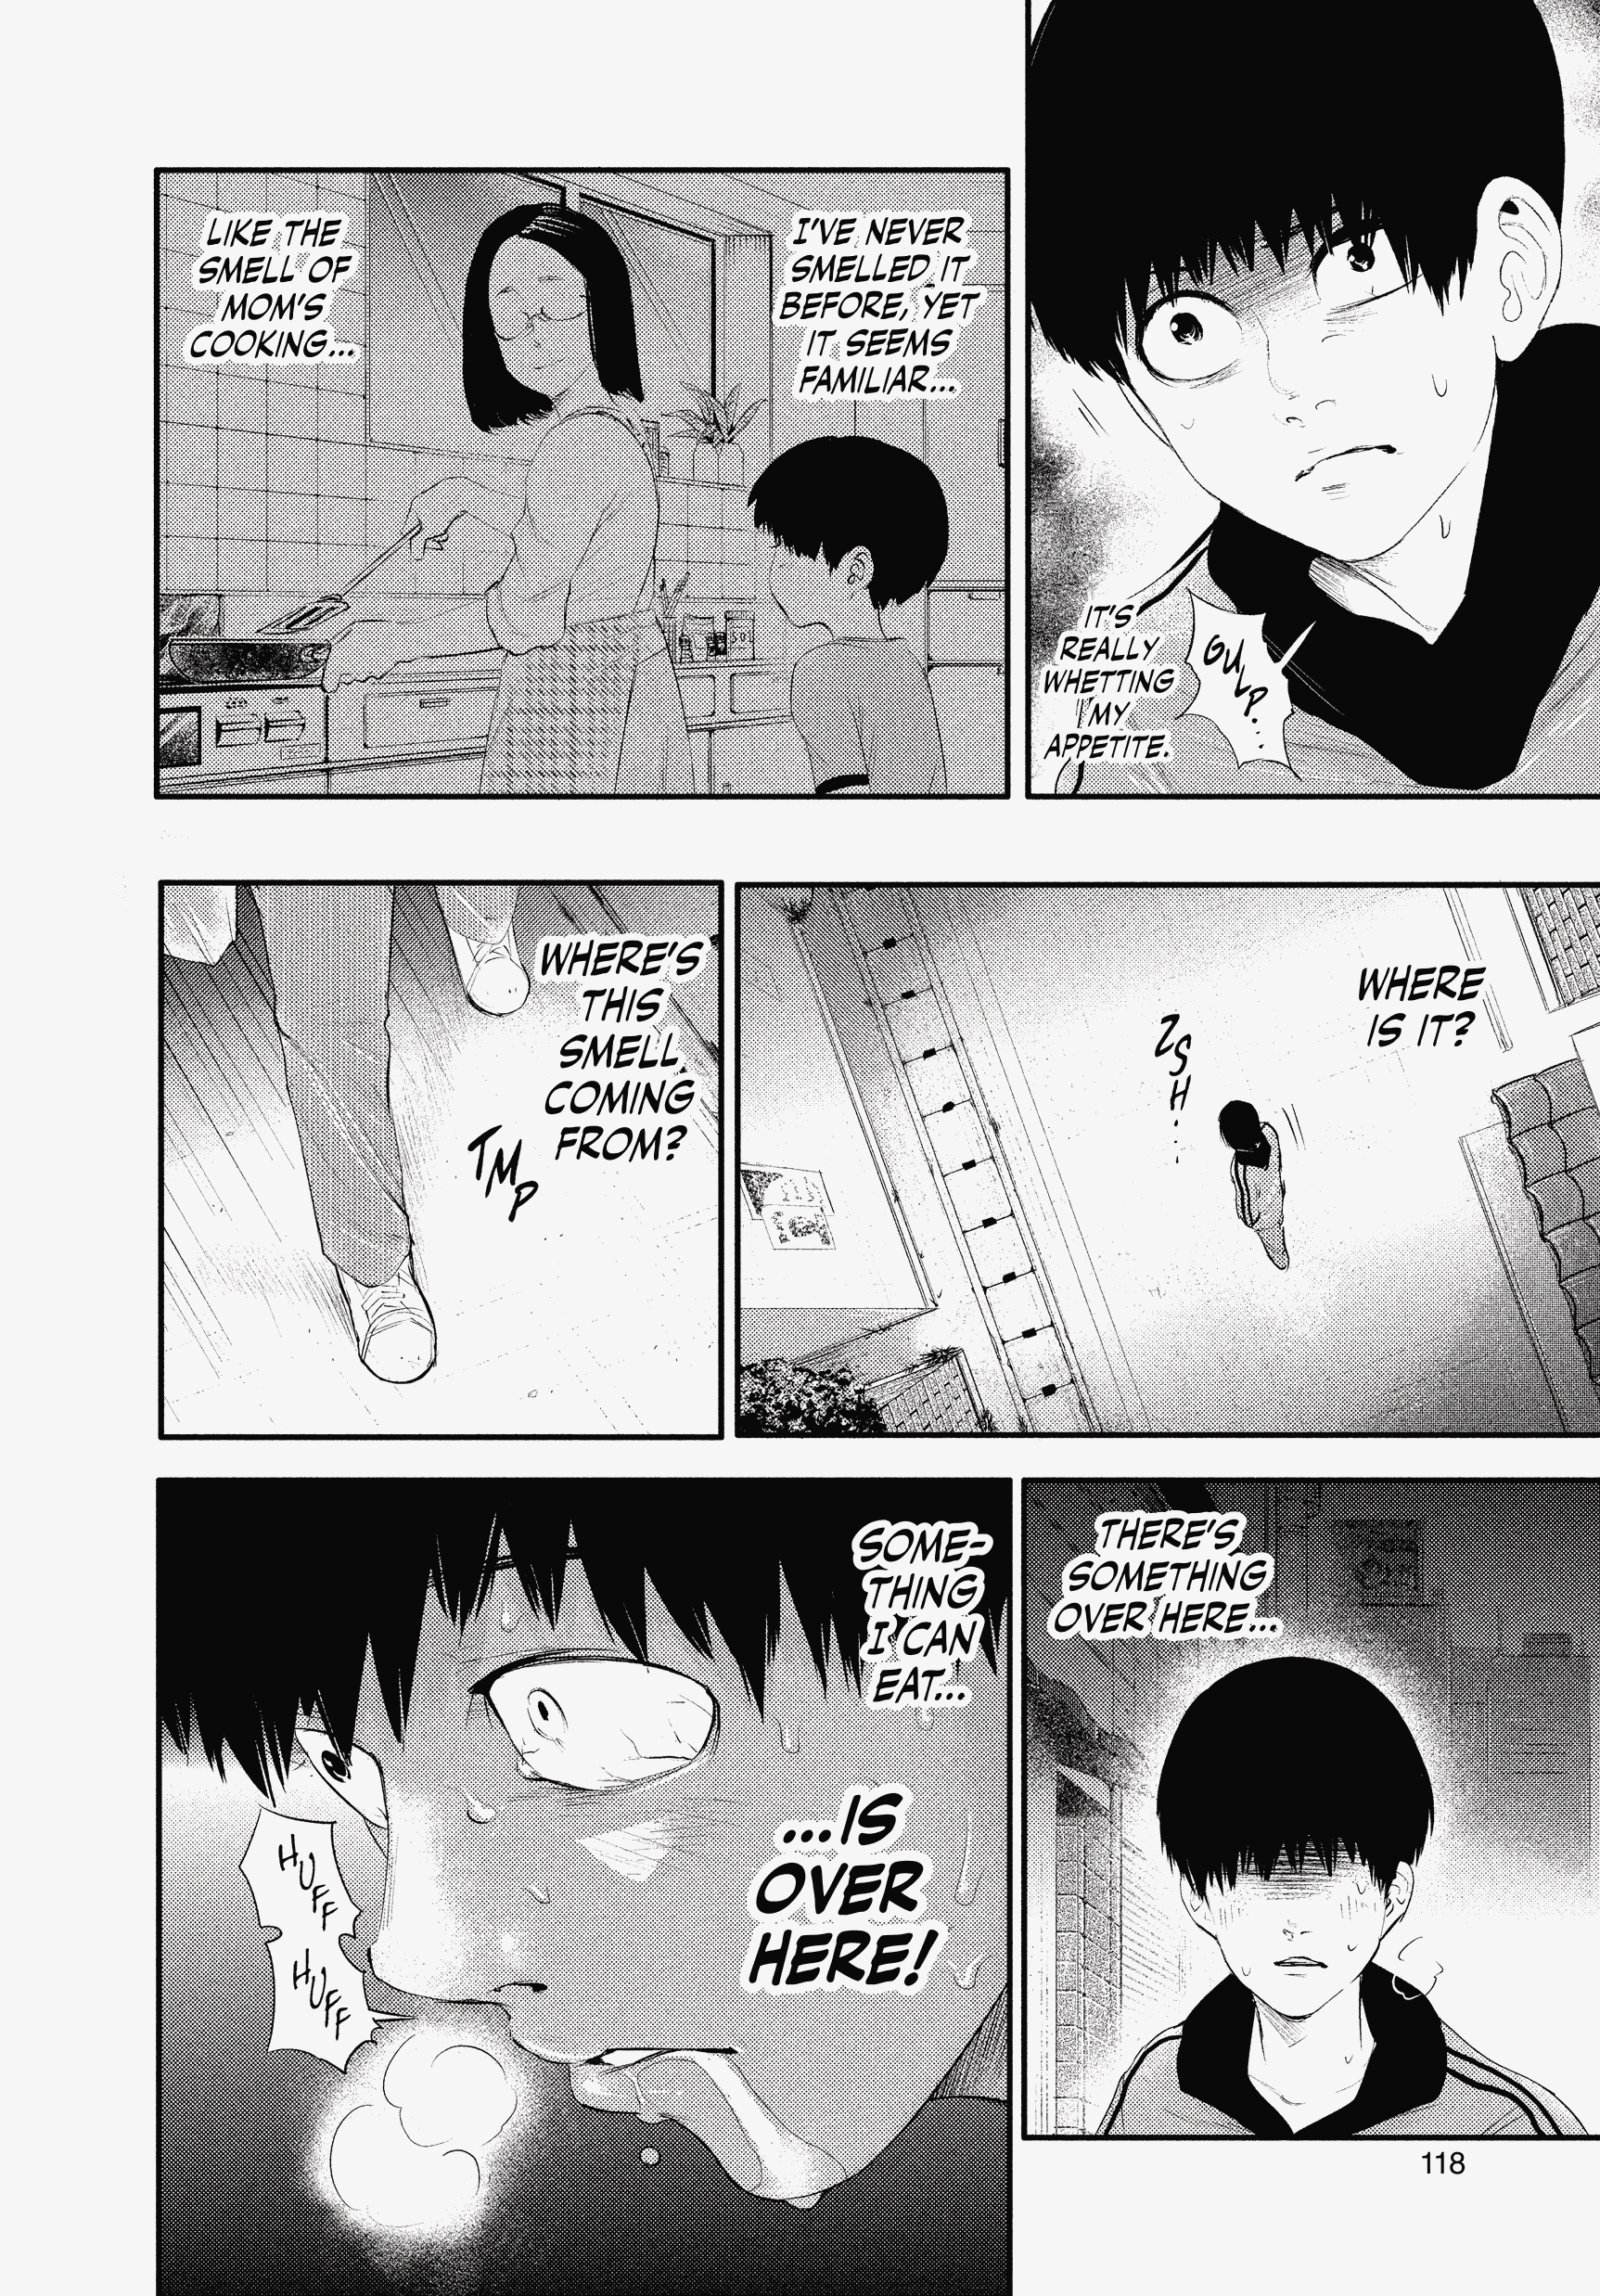 IT'S
REALLY
WHETTING
MY
APPETITE.
GULP...
I'VE NEVER
SMELLED IT
BEFORE, YET
IT SEEMS
FAMILIAR...
LIKE THE
SMELL OF
MOM'S
COOKING...
WHERE
IS IT?
ZSH...
WHERE'S
THIS
SMELL
COMING
FROM?
TMP
THERE'S
SOMETHING
OVER HERE...
SOME-
THING
I CAN
EAT...
...IS
OVER
HERE!
HUFF
HUFF
118